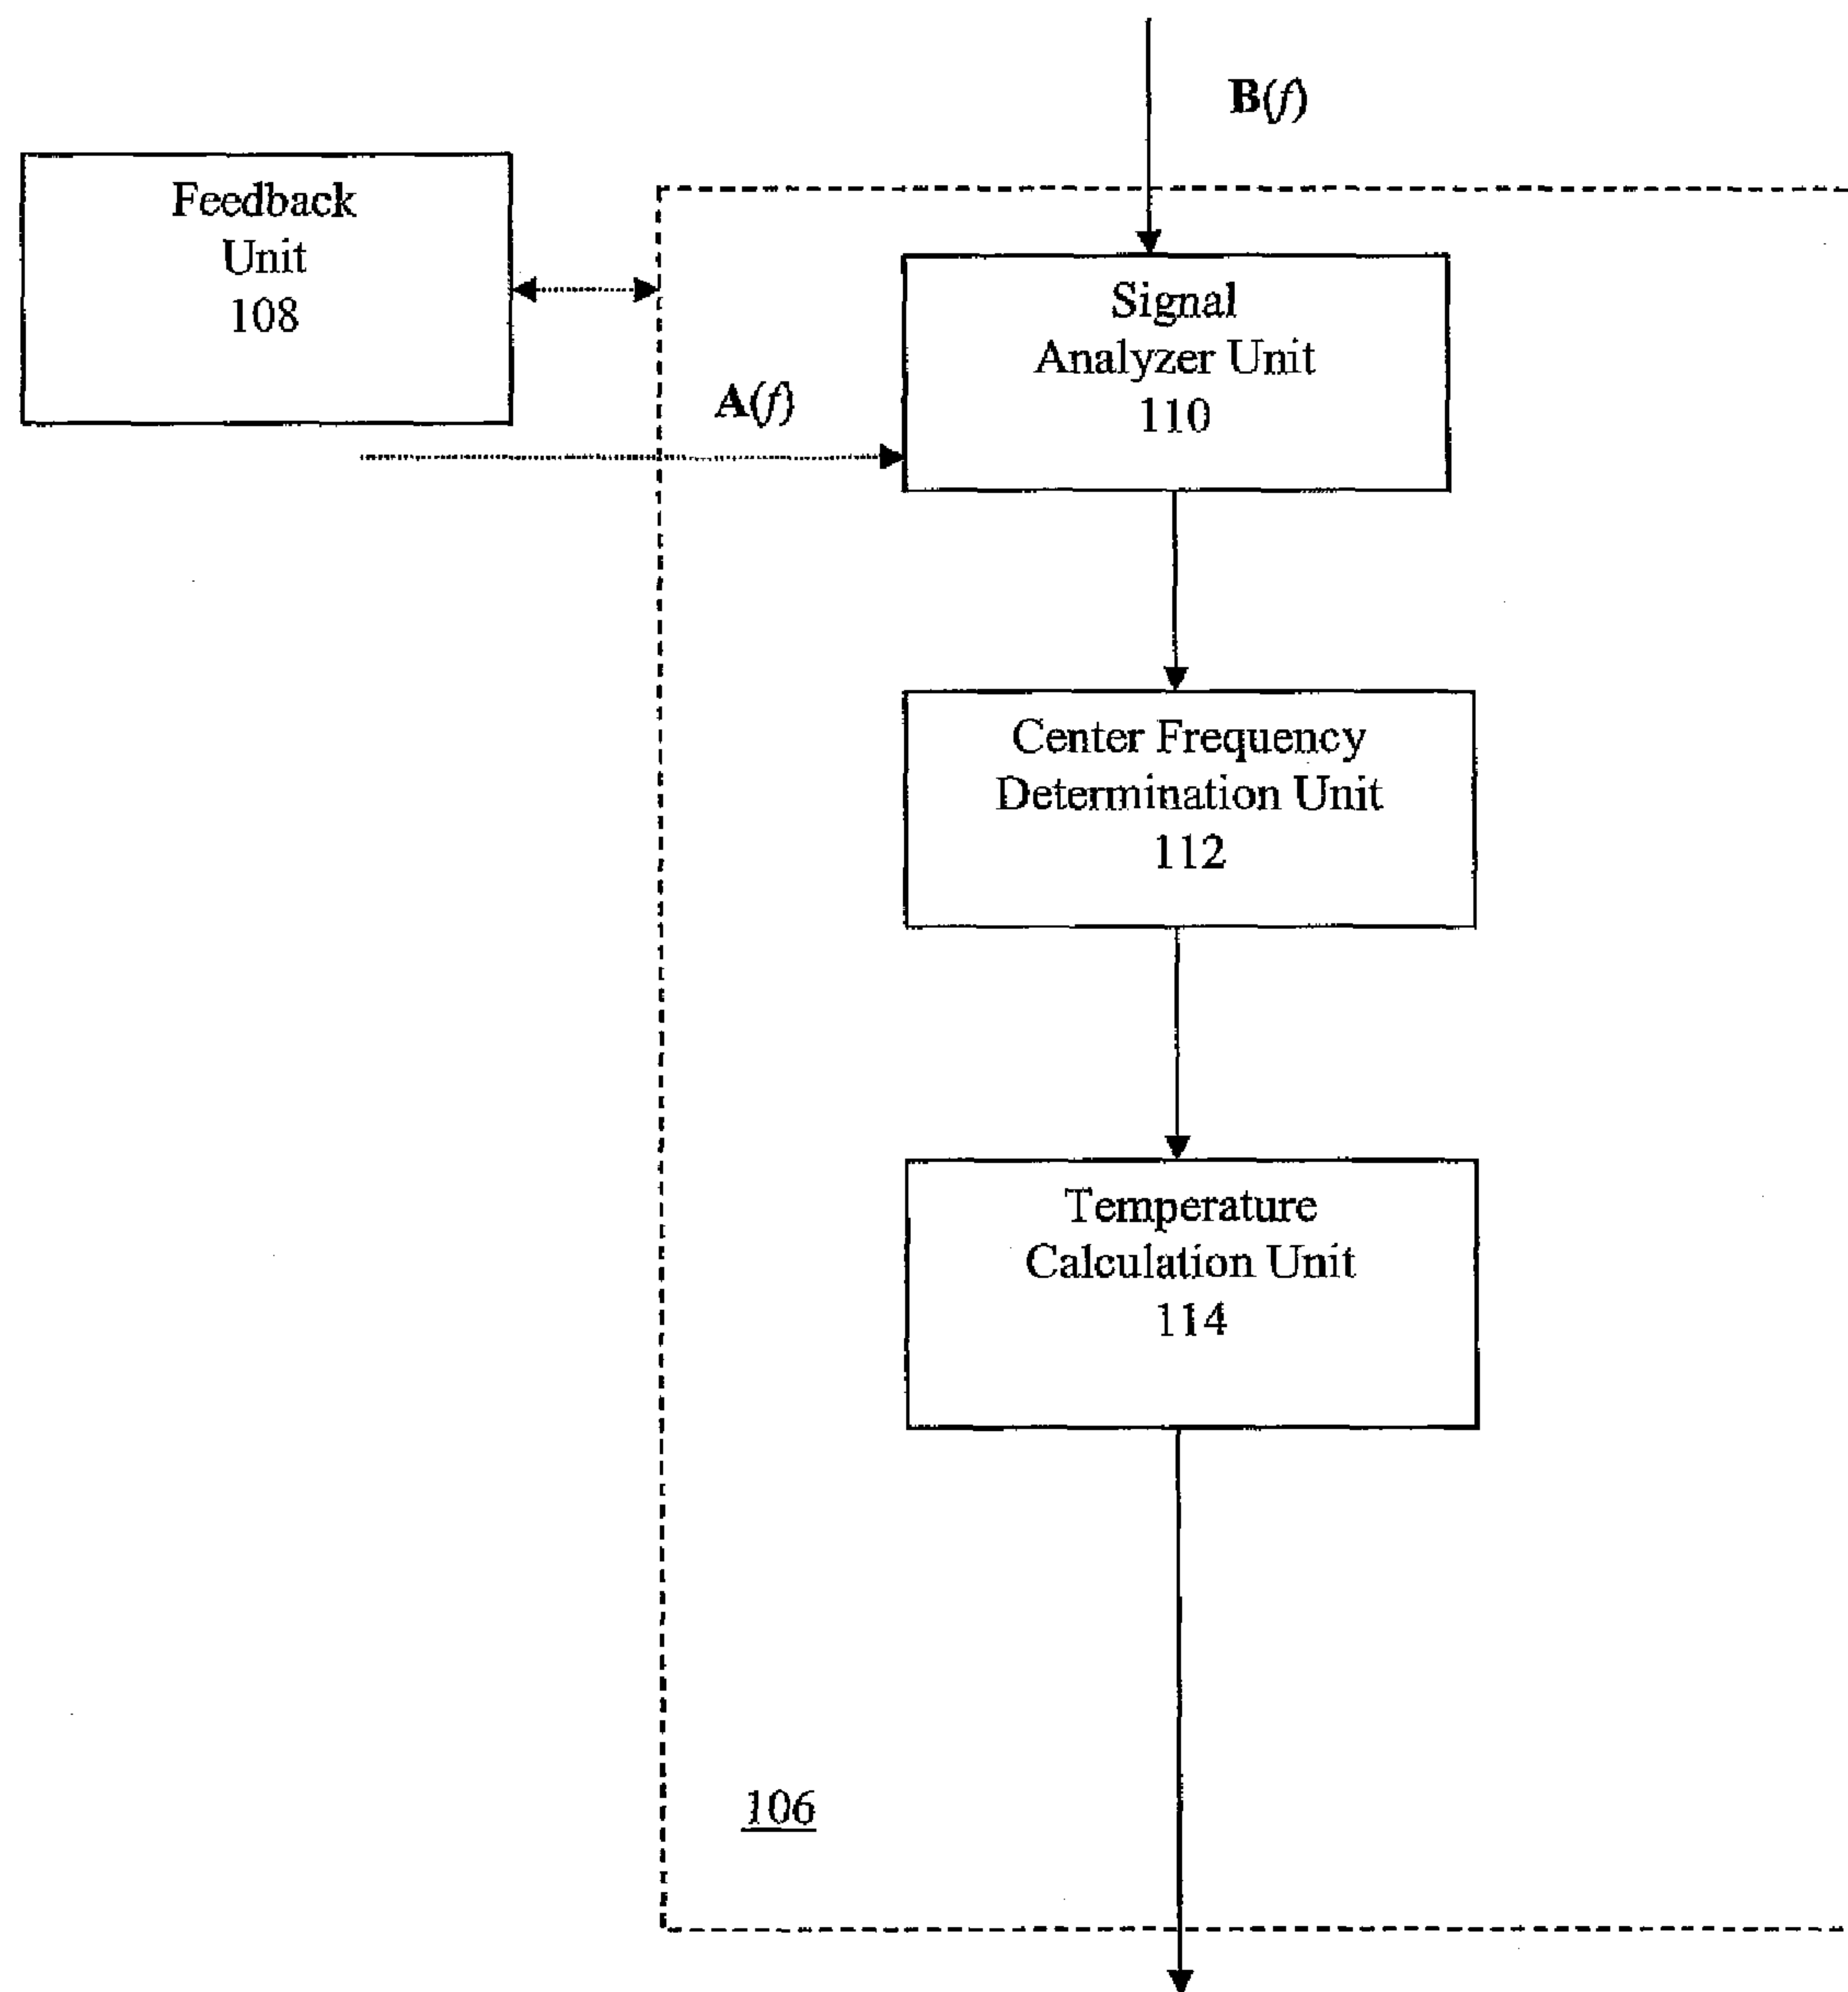 B(f)
Feedback
Unit
108
Signal
Analyzer Unit
110
A(f)
Center Frequency
Determination Unit
112
Temperature
Calculation Unit
114
106